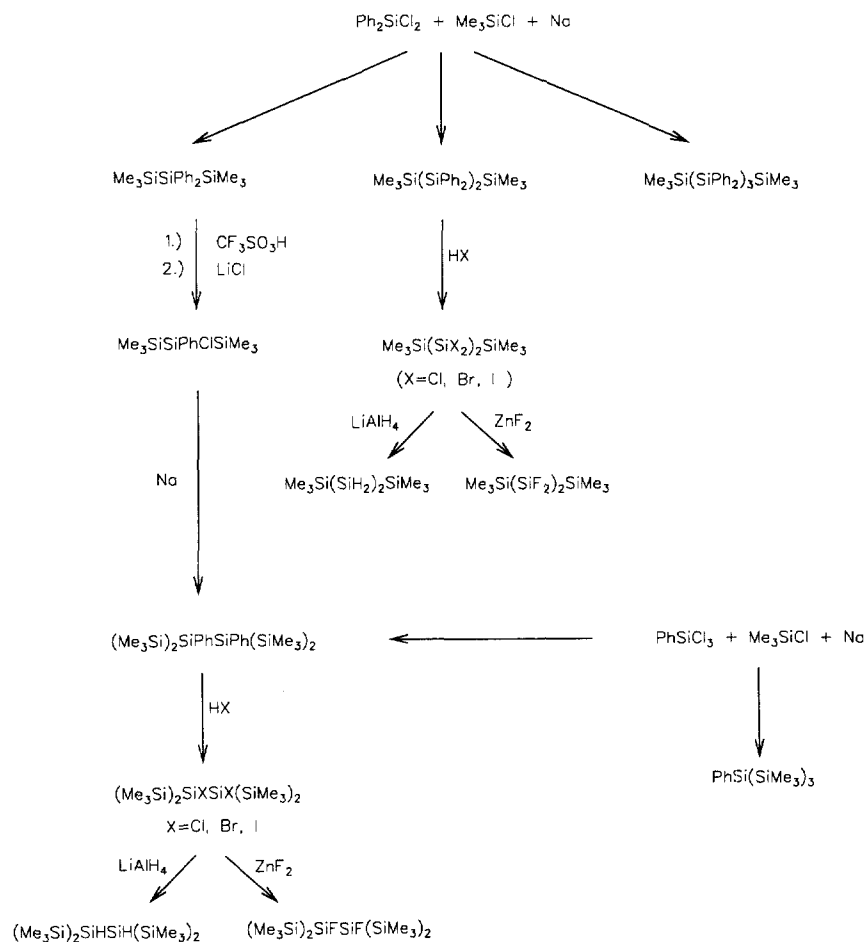 Ph₂SiCl₂ + Me₃SiCl + Na
Me₃SiSiPh₂SiMe₃
Me₃Si(SiPh₂)₂SiMe₃
Me₃Si(SiPh₂)₃SiMe₃
1.) CF₃SO₃H
2.) LiCl
HX
Me₃SiSiPhClSiMe₃
Me₃Si(SiX₂)₂SiMe₃
(X=Cl, Br, I)
LiAlH₄
ZnF₂
Na
Me₃Si(SiH₂)₂SiMe₃
Me₃Si(SiF₂)₂SiMe₃
(Me₃Si)₂SiPhSiPh(SiMe₃)₂
PhSiCl₃ + Me₃SiCl + Na
HX
PhSi(SiMe₃)₃
(Me₃Si)₂SiXSiX(SiMe₃)₂
X=Cl, Br, I
LiAlH₄
ZnF₂
(Me₃Si)₂SiHSiH(SiMe₃)₂
(Me₃Si)₂SiFSiF(SiMe₃)₂